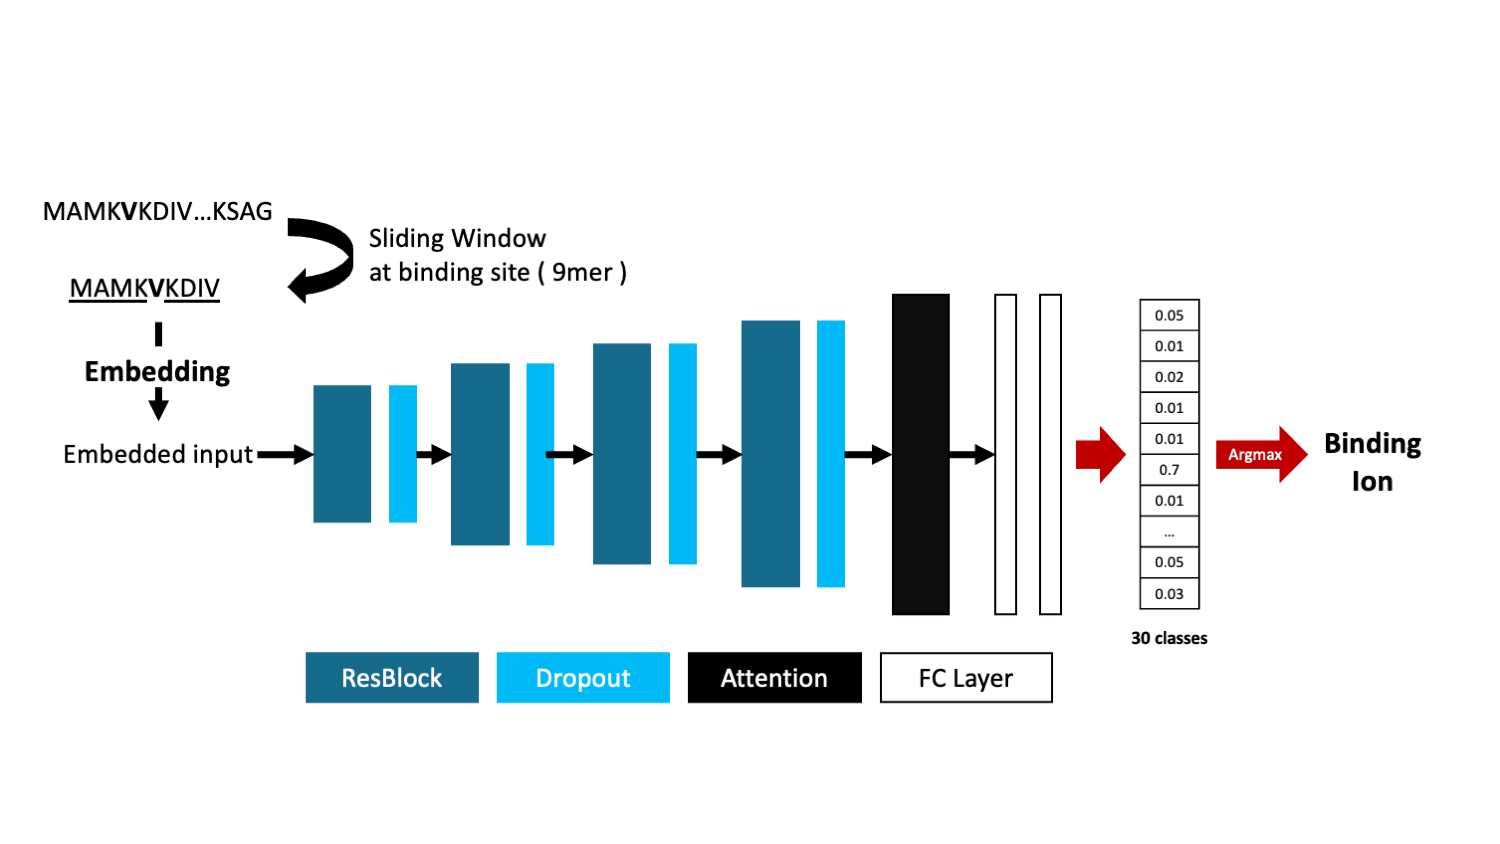 MAMKVKDIV...KSAG
Sliding Window
at binding site ( 9mer )
MAMKVKDIV
Embedding
Embedded input
0.05
0.01
0.02
0.01
0.01
0.7
0.01
...
0.05
0.03
30 classes
Argmax
Binding
Ion
ResBlock
Dropout
Attention
FC Layer